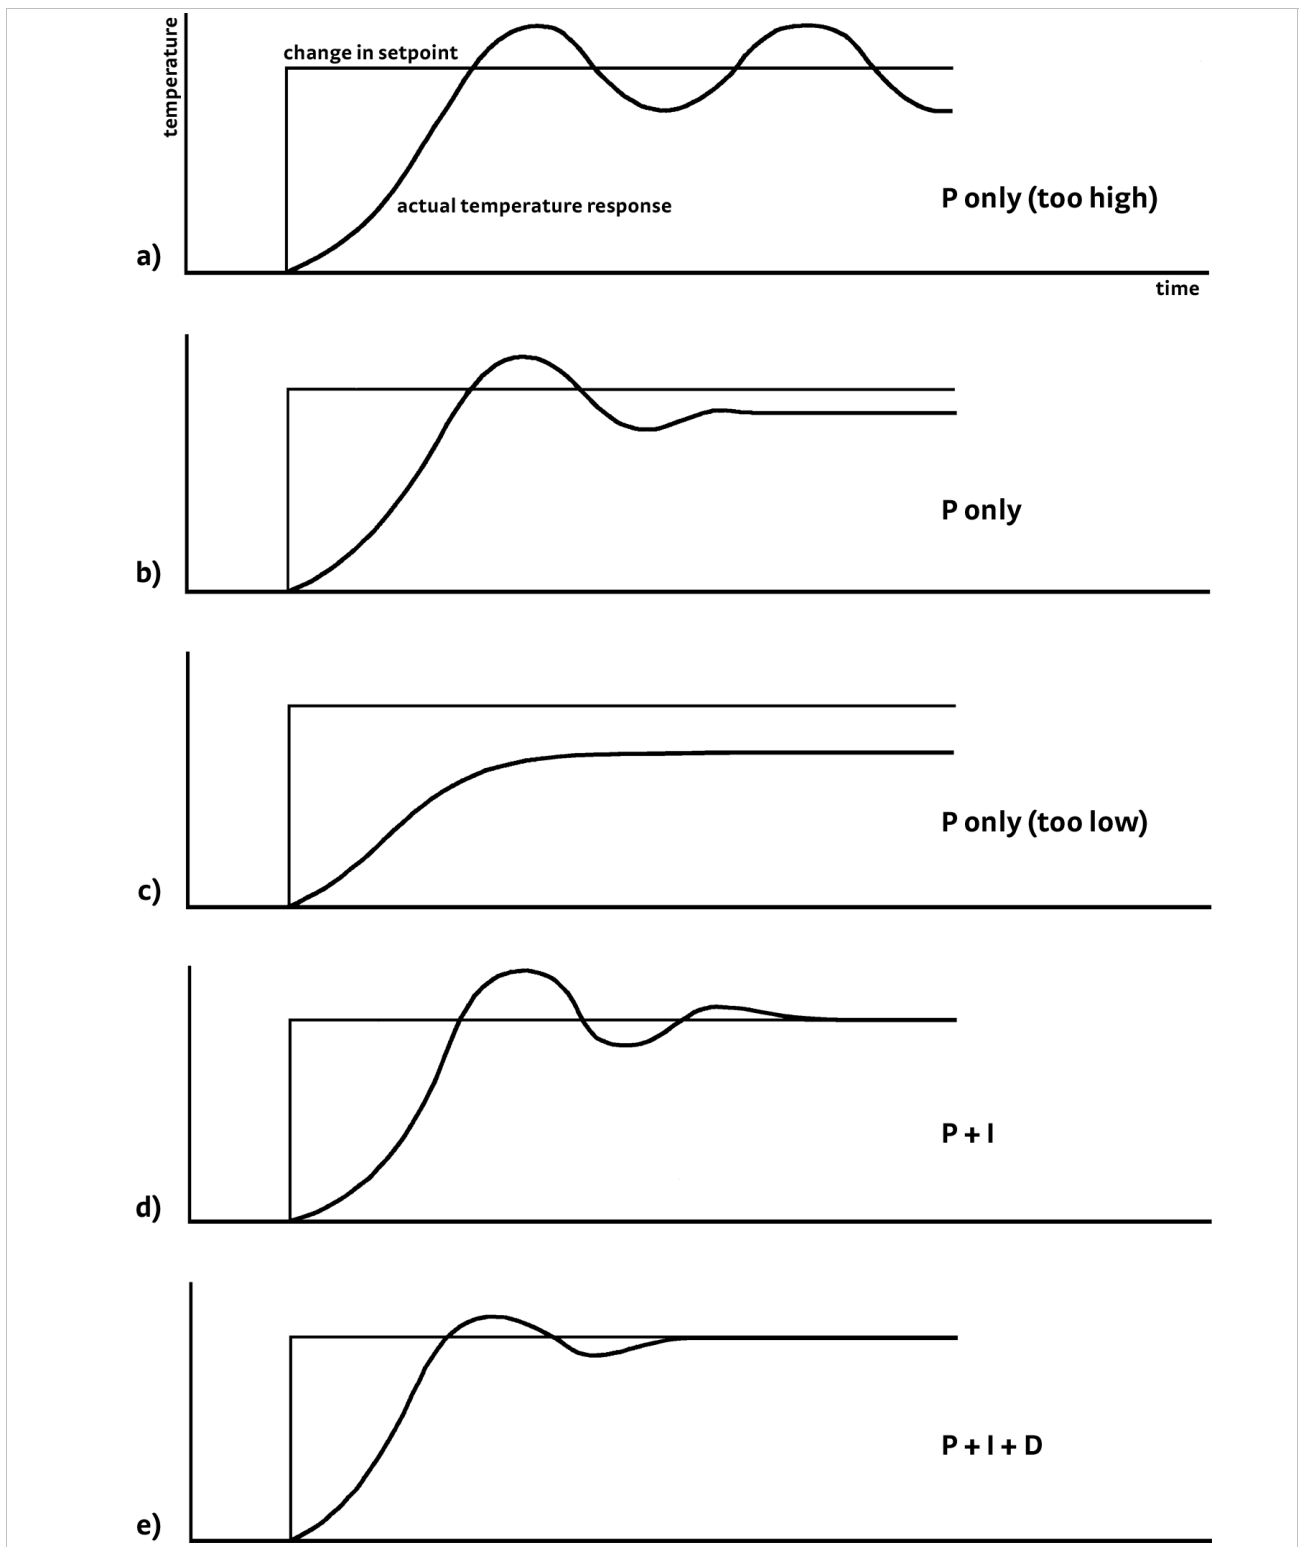 temperature
change in setpoint
actual temperature response
P only (too high)
a)
time
P only
b)
P only (too low)
c)
P + I
d)
P + I + D
e)